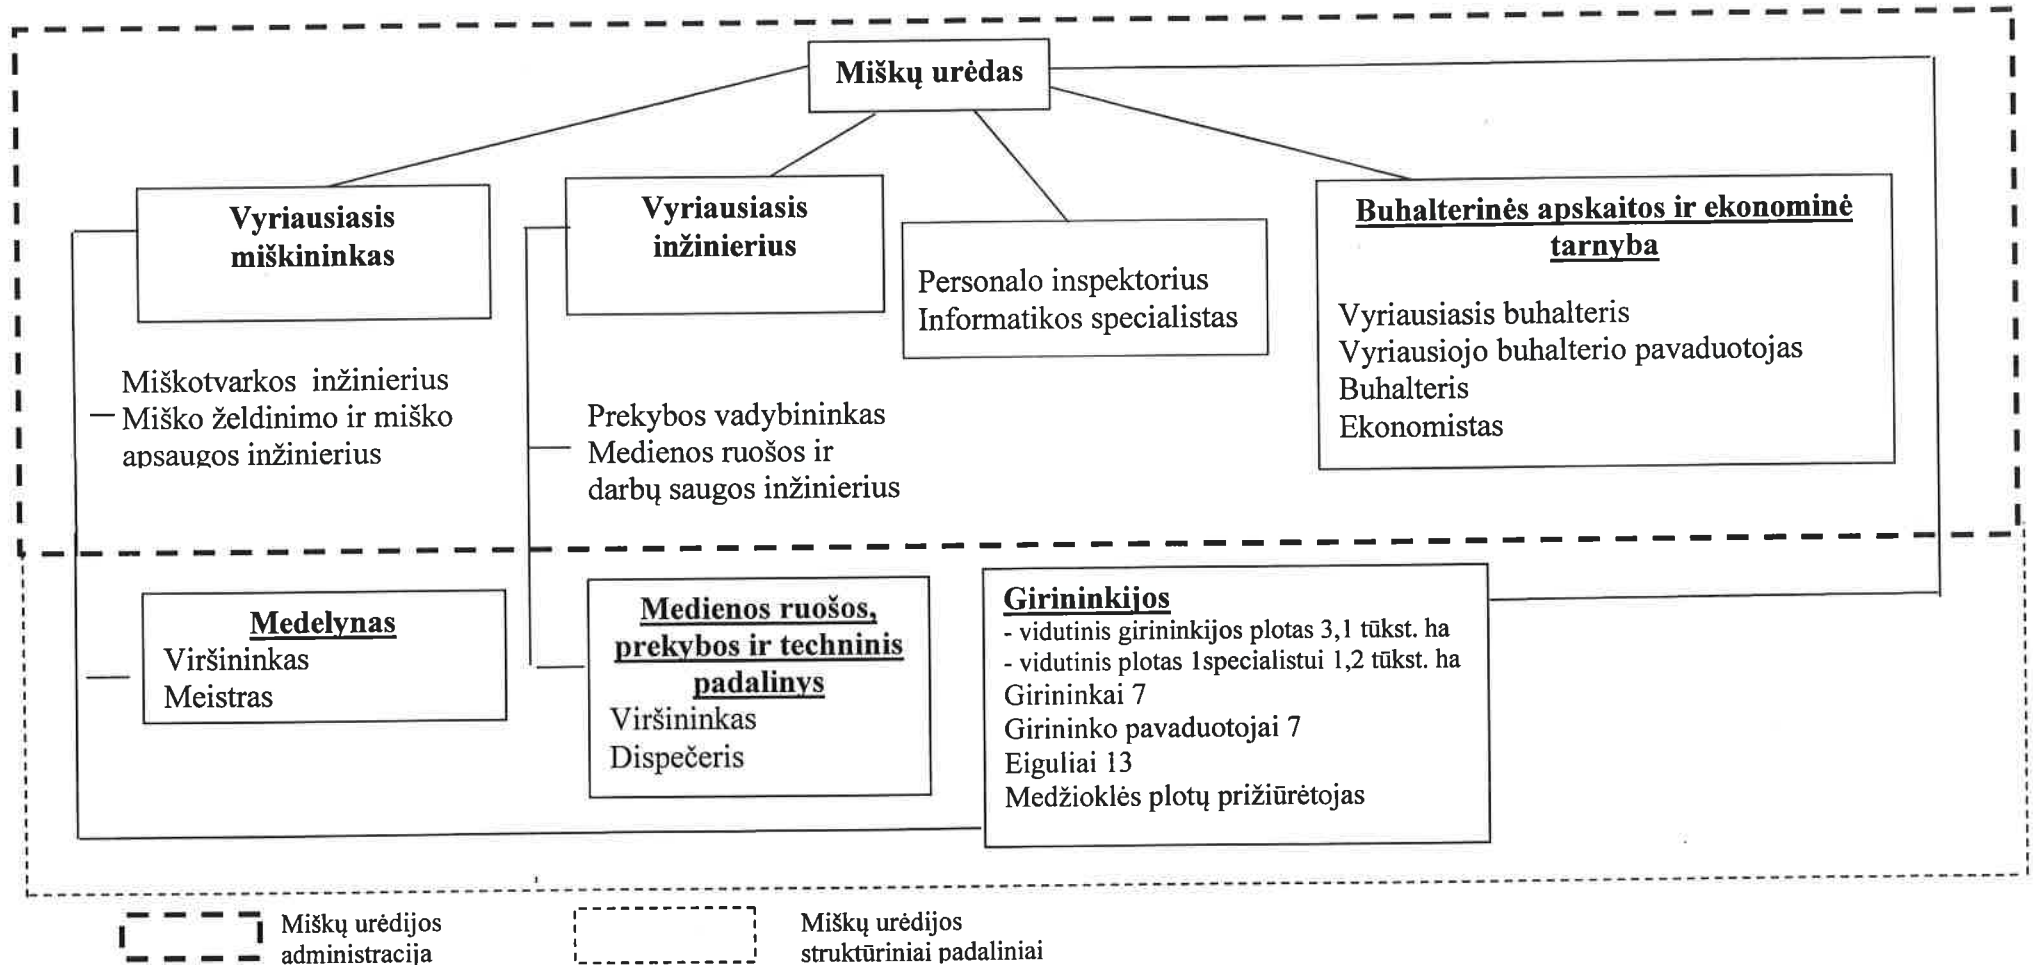 Miškų urėdas
Vyriausiasis
miškininkas
Vyriausiasis
inžinierius
Personalo inspektorius
Informatikos specialistas
Buhalterinės apskaitos ir ekonominė
tarnyba
Vyriausiasis buhalteris
Vyriausiojo buhalterio pavaduotojas
Buhalteris
Ekonomistas
Miškotvarkos inžinierius
Miško želdinimo ir miško
apsaugos inžinierius
Prekybos vadybininkas
Medienos ruošos ir
darbų saugos inžinierius
Medelynas
Viršininkas
Meistras
Medienos ruošos,
prekybos ir techninis
padalinys
Viršininkas
Dispečeris
Girininkijos
- vidutinis girininkijos plotas 3,1 tūkst. ha
- vidutinis plotas 1specialistui 1,2 tūkst. ha
Girininkai 7
Girininko pavaduotojai 7
Eiguliai 13
Medžioklės plotų prižiūrėtojas
Miškų urėdijos
administracija
Miškų urėdijos
struktūriniai padaliniai